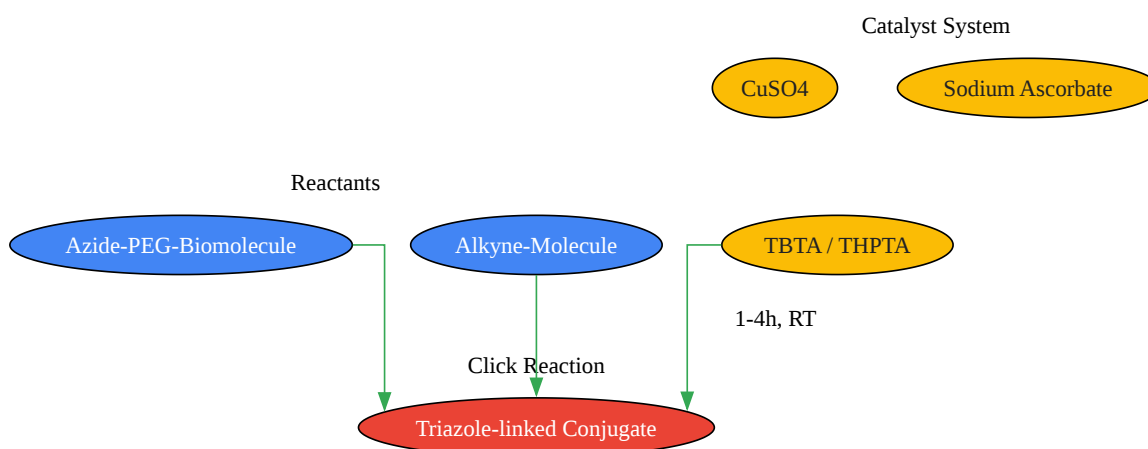 Catalyst System
CuSO4
Sodium Ascorbate
Reactants
Azide-PEG-Biomolecule
Alkyne-Molecule
TBTA / THPTA
1-4h, RT
Click Reaction
Triazole-linked Conjugate